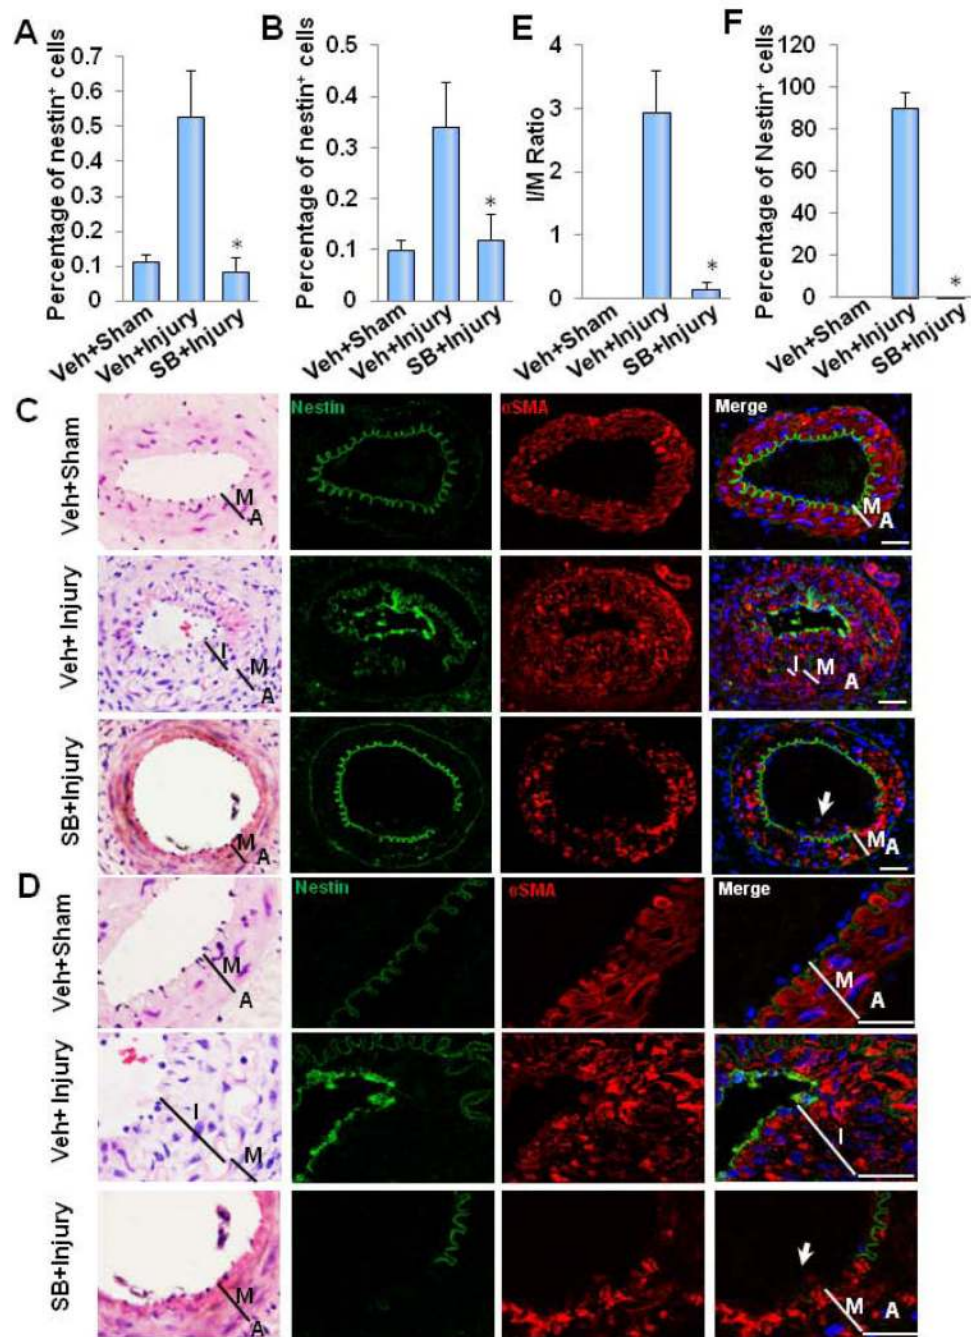 A
Percentage of nestin⁺ cells
0.7
0.6
0.5
0.4
0.3
0.2
0.1
0
*
Veh+Sham
Veh+Injury
SB+Injury
B
Percentage of nestin⁺ cells
0.5
0.4
0.3
0.2
0.1
0
*
Veh+Sham
Veh+Injury
SB+Injury
E
I/M Ratio
4
3
2
1
0
*
Veh+Sham
Veh+Injury
SB+Injury
F
Percentage of Nestin⁺ cells
120
100
80
60
40
20
0
*
Veh+Sham
Veh+Injury
SB+Injury
C
Nestin
αSMA
Merge
Veh+Sham
M
A
M
A
Veh+ Injury
I
M
A
I
M
A
SB+Injury
M
A
M
A
D
Nestin
αSMA
Merge
Veh+Sham
M
A
M
A
Veh+ Injury
I
M
I
SB+Injury
M
A
M
A